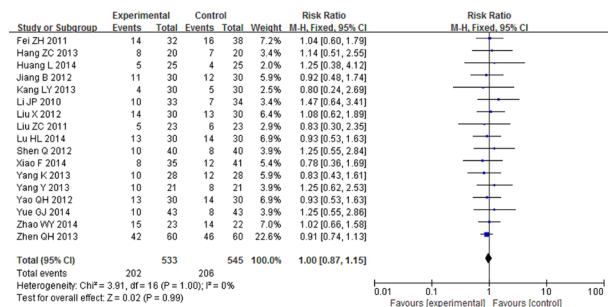 Experimental Control Risk Ratio Risk Ratio
Study or Subgroup Events Total Events Total Weight M-H, Fixed, 95% CI M-H, Fixed, 95% CI
Fei ZH 2011 14 32 16 38 7.2% 1.04 [0.60, 1.79]
Hang ZC 2013 8 20 7 20 3.4% 1.14 [0.51, 2.55]
Huang L 2014 5 25 4 25 2.0% 1.25 [0.38, 4.12]
Jiang B 2012 11 30 12 30 5.9% 0.92 [0.48, 1.74]
Kang LY 2013 4 30 5 30 2.5% 0.80 [0.24, 2.69]
Li JP 2010 10 33 7 34 3.4% 1.47 [0.64, 3.41]
Liu X 2012 14 30 13 30 6.4% 1.08 [0.62, 1.89]
Liu ZC 2011 5 23 6 23 2.9% 0.83 [0.30, 2.35]
Lu HL 2014 13 30 14 30 6.9% 0.93 [0.53, 1.63]
Shen Q 2012 10 40 8 40 3.9% 1.25 [0.55, 2.84]
Xiao F 2014 8 35 12 41 5.4% 0.78 [0.36, 1.69]
Yang K 2013 10 28 12 28 5.9% 0.83 [0.43, 1.61]
Yang Y 2013 10 21 8 21 3.9% 1.25 [0.62, 2.53]
Yao QH 2012 13 30 14 30 6.9% 0.93 [0.53, 1.63]
Yue GJ 2014 10 43 8 43 3.9% 1.25 [0.55, 2.86]
Zhao WY 2014 15 23 14 22 7.0% 1.02 [0.66, 1.58]
Zhen QH 2013 42 60 46 60 22.6% 0.91 [0.74, 1.13]
Total (95% CI) 533 545 100.0% 1.00 [0.87, 1.15]
Total events 202 206
Heterogeneity: Chi² = 3.91, df = 16 (P = 1.00); I² = 0%
Test for overall effect: Z = 0.02 (P = 0.99)
0.01 0.1 1 10 100
Favours [experimental] Favours [control]